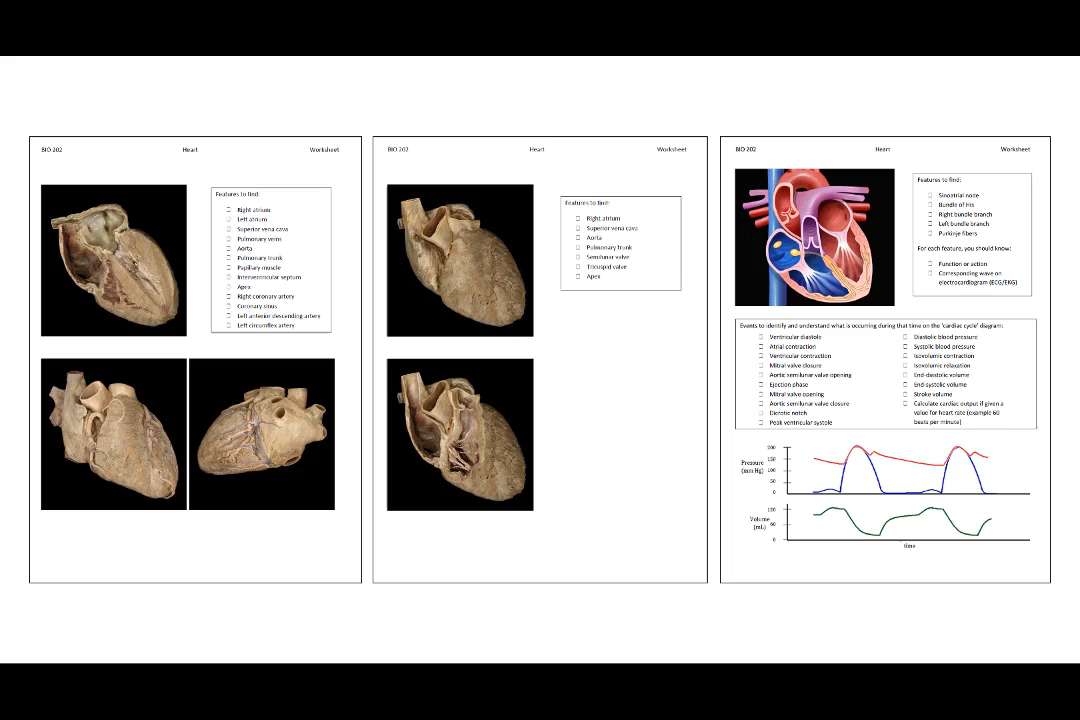 BIO 202 Heart Worksheet
Features to find:
Right atrium
Left atrium
Superior vena cava
Pulmonary veins
Aorta
Pulmonary trunk
Papillary muscle
Interventricular septum
Apex
Right coronary artery
Coronary sinus
Left anterior descending artery
Left circumflex artery
BIO 202 Heart Worksheet
Features to find:
Right atrium
Superior vena cava
Aorta
Pulmonary trunk
Semilunar valve
Tricuspid valve
Apex
BIO 202 Heart Worksheet
Features to find:
Sinoatrial node
Bundle of His
Right bundle branch
Left bundle branch
Purkinje fibers
For each feature, you should know:
Function or action
Corresponding wave on
electrocardiogram (ECG/EKG)
Events to identify and understand what is occurring during that time on the 'cardiac cycle' diagram:
Ventricular diastole
Atrial contraction
Ventricular contraction
Mitral valve closure
Aortic semilunar valve opening
Ejection phase
Mitral valve opening
Aortic semilunar valve closure
Dicrotic notch
Peak ventricular systole
Diastolic blood pressure
Systolic blood pressure
Isovolumic contraction
Isovolumic relaxation
End-diastolic volume
End-systolic volume
Stroke volume
Calculate cardiac output if given a
value for heart rate (example 60
beats per minute)
Pressure
(mm Hg)
200
150
100
50
0
Volume
(mL)
120
60
0
time